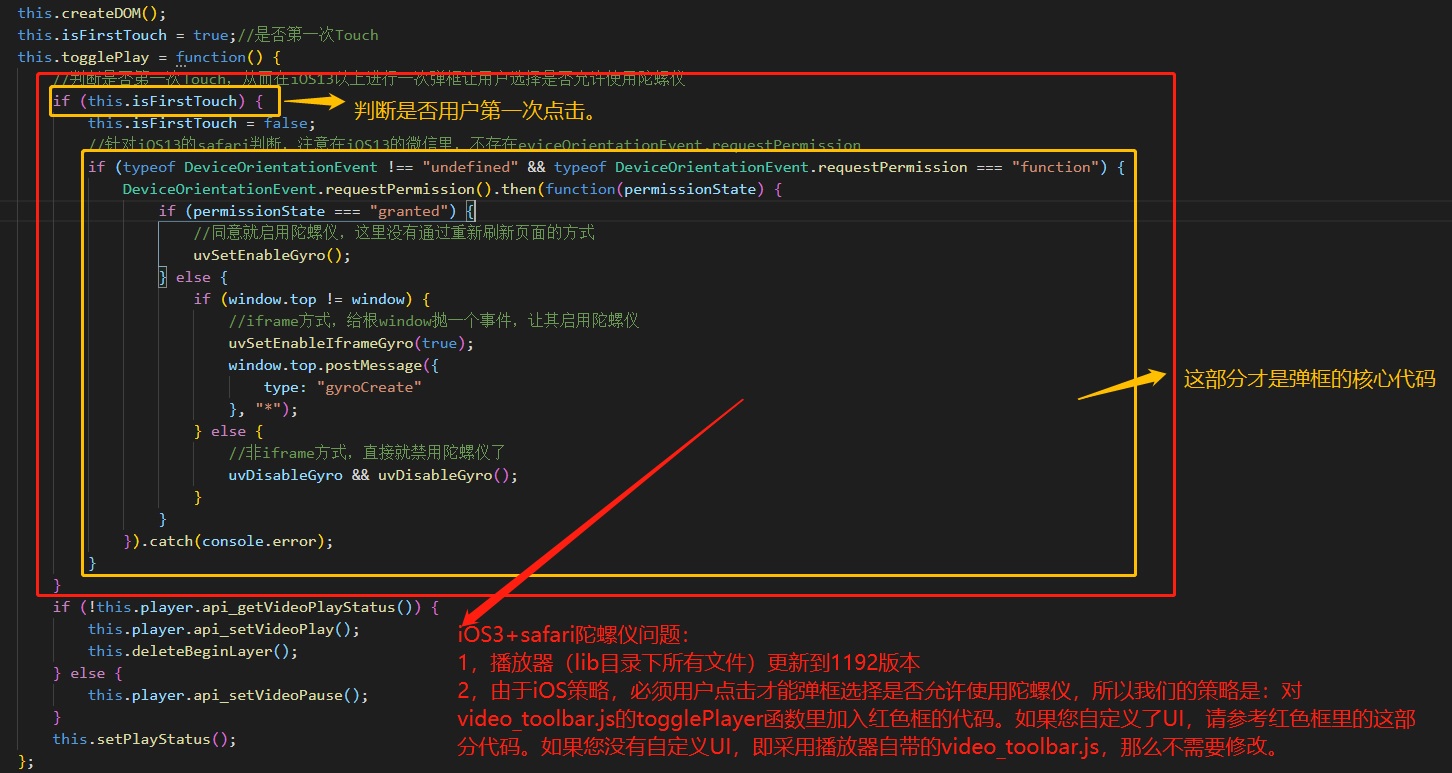 this.createDOM();
this.isFirstTouch = true;//是否第一次Touch
this.togglePlay = function() {
//判断是否第一次Touch，从而在iOS13以上进行一次弹框让用户选择是否允许使用陀螺仪
if (this.isFirstTouch) {
判断是否用户第一次点击。
this.isFirstTouch = false;
//针对iOS13的safari判断，注意在iOS13的微信里，不存在eviceOrientationEvent.requestPermission
if (typeof DeviceOrientationEvent !== "undefined" && typeof DeviceOrientationEvent.requestPermission === "function") {
DeviceOrientationEvent.requestPermission().then(function(permissionState) {
if (permissionState === "granted") {
//同意就启用陀螺仪，这里没有通过重新刷新页面的方式
uvSetEnableGyro();
} else {
if (window.top != window) {
//iframe方式，给根window抛一个事件，让其启用陀螺仪
uvSetEnableIframeGyro(true);
window.top.postMessage({
type: "gyroCreate"
}, "*");
} else {
//非iframe方式，直接就禁用陀螺仪了
uvDisableGyro && uvDisableGyro();
}
}
}).catch(console.error);
}
}
这部分才是弹框的核心代码
if (!this.player.api_getVideoPlayStatus()) {
this.player.api_setVideoPlay();
this.deleteBeginLayer();
} else {
this.player.api_setVideoPause();
}
this.setPlayStatus();
};
iOS3+safari陀螺仪问题：
1，播放器（lib目录下所有文件）更新到1192版本
2，由于iOS策略，必须用户点击才能弹框选择是否允许使用陀螺仪，所以我们的策略是：对
video_toolbar.js的togglePlayer函数里加入红色框的代码。如果您自定义了UI，请参考红色框里的这部
分代码。如果您没有自定义UI，即采用播放器自带的video_toolbar.js，那么不需要修改。